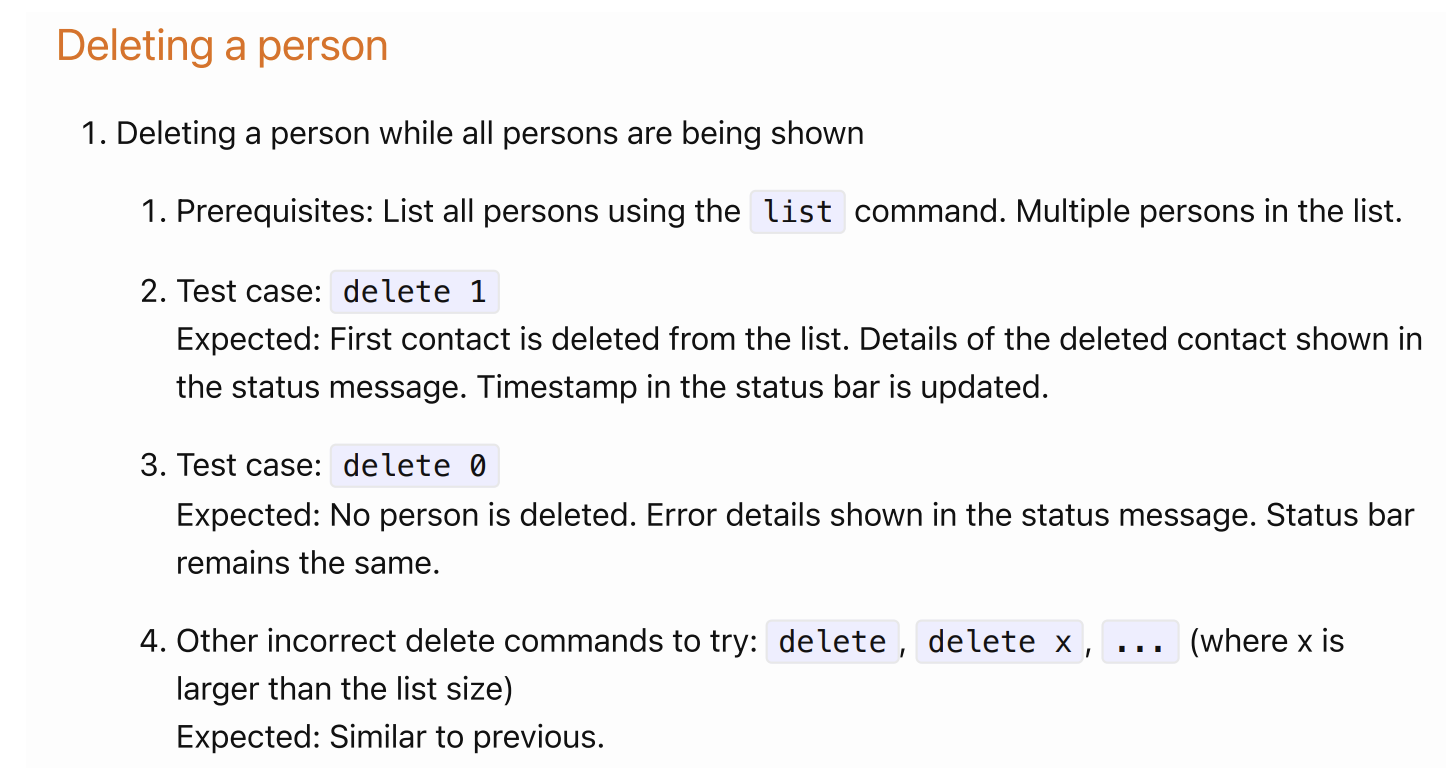 Deleting a person
1. Deleting a person while all persons are being shown
1. Prerequisites: List all persons using the list command. Multiple persons in the list.
2. Test case: delete 1
Expected: First contact is deleted from the list. Details of the deleted contact shown in
the status message. Timestamp in the status bar is updated.
3. Test case: delete 0
Expected: No person is deleted. Error details shown in the status message. Status bar
remains the same.
4. Other incorrect delete commands to try: delete, delete x, ... (where x is
larger than the list size)
Expected: Similar to previous.